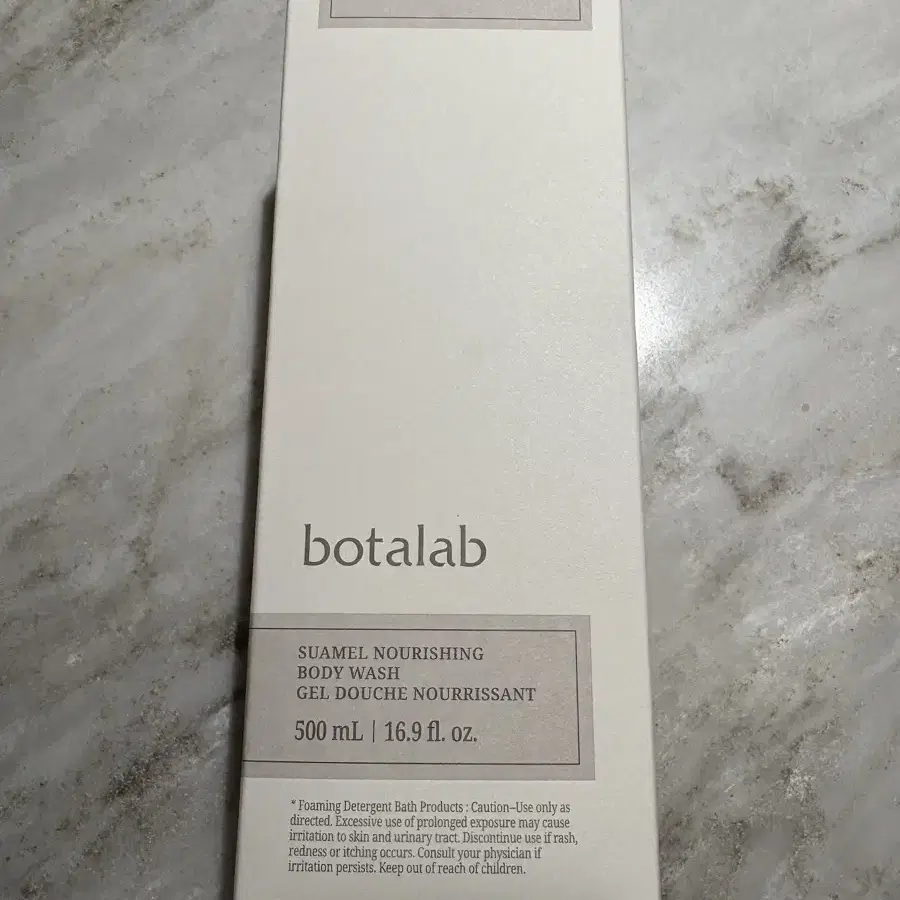 botalab
SUAMEL NOURISHING
BODY WASH
GEL DOUCHE NOURRISSANT
500 mL | 16.9 fl. oz.
* Foaming Detergent Bath Products : Caution–Use only as
directed. Excessive use of prolonged exposure may cause
irritation to skin and urinary tract. Discontinue use if rash,
redness or itching occurs. Consult your physician if
irritation persists. Keep out of reach of children.